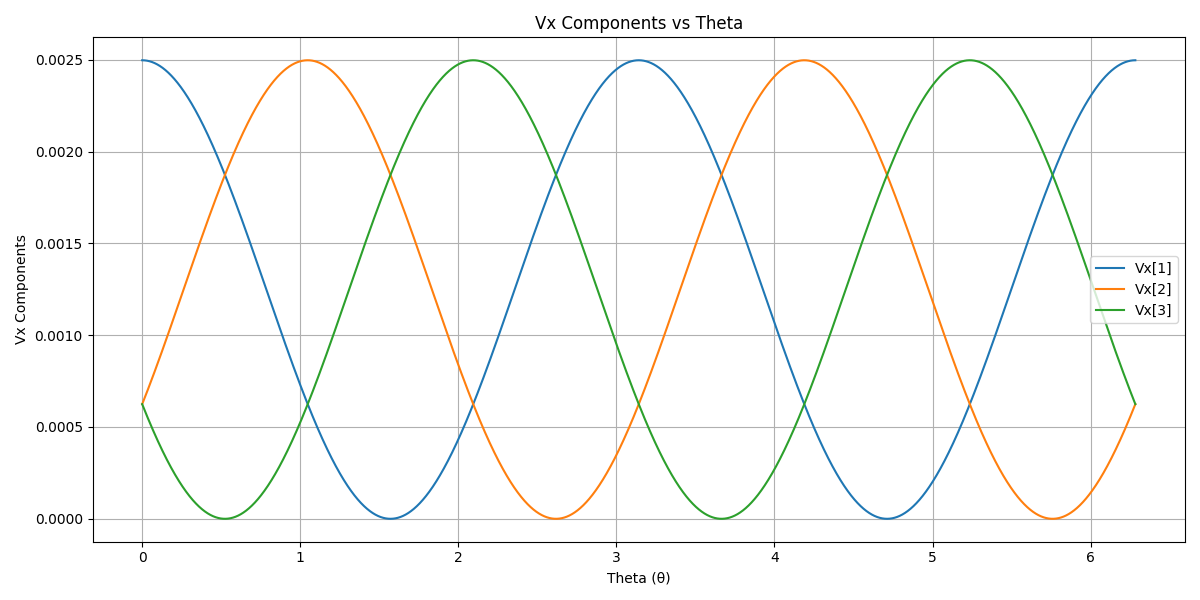 Vx Components vs Theta
Vx Components
0.0025
0.0020
0.0015
0.0010
0.0005
0.0000
Vx[1]
Vx[2]
Vx[3]
0 1 2 3 4 5 6
Theta (θ)